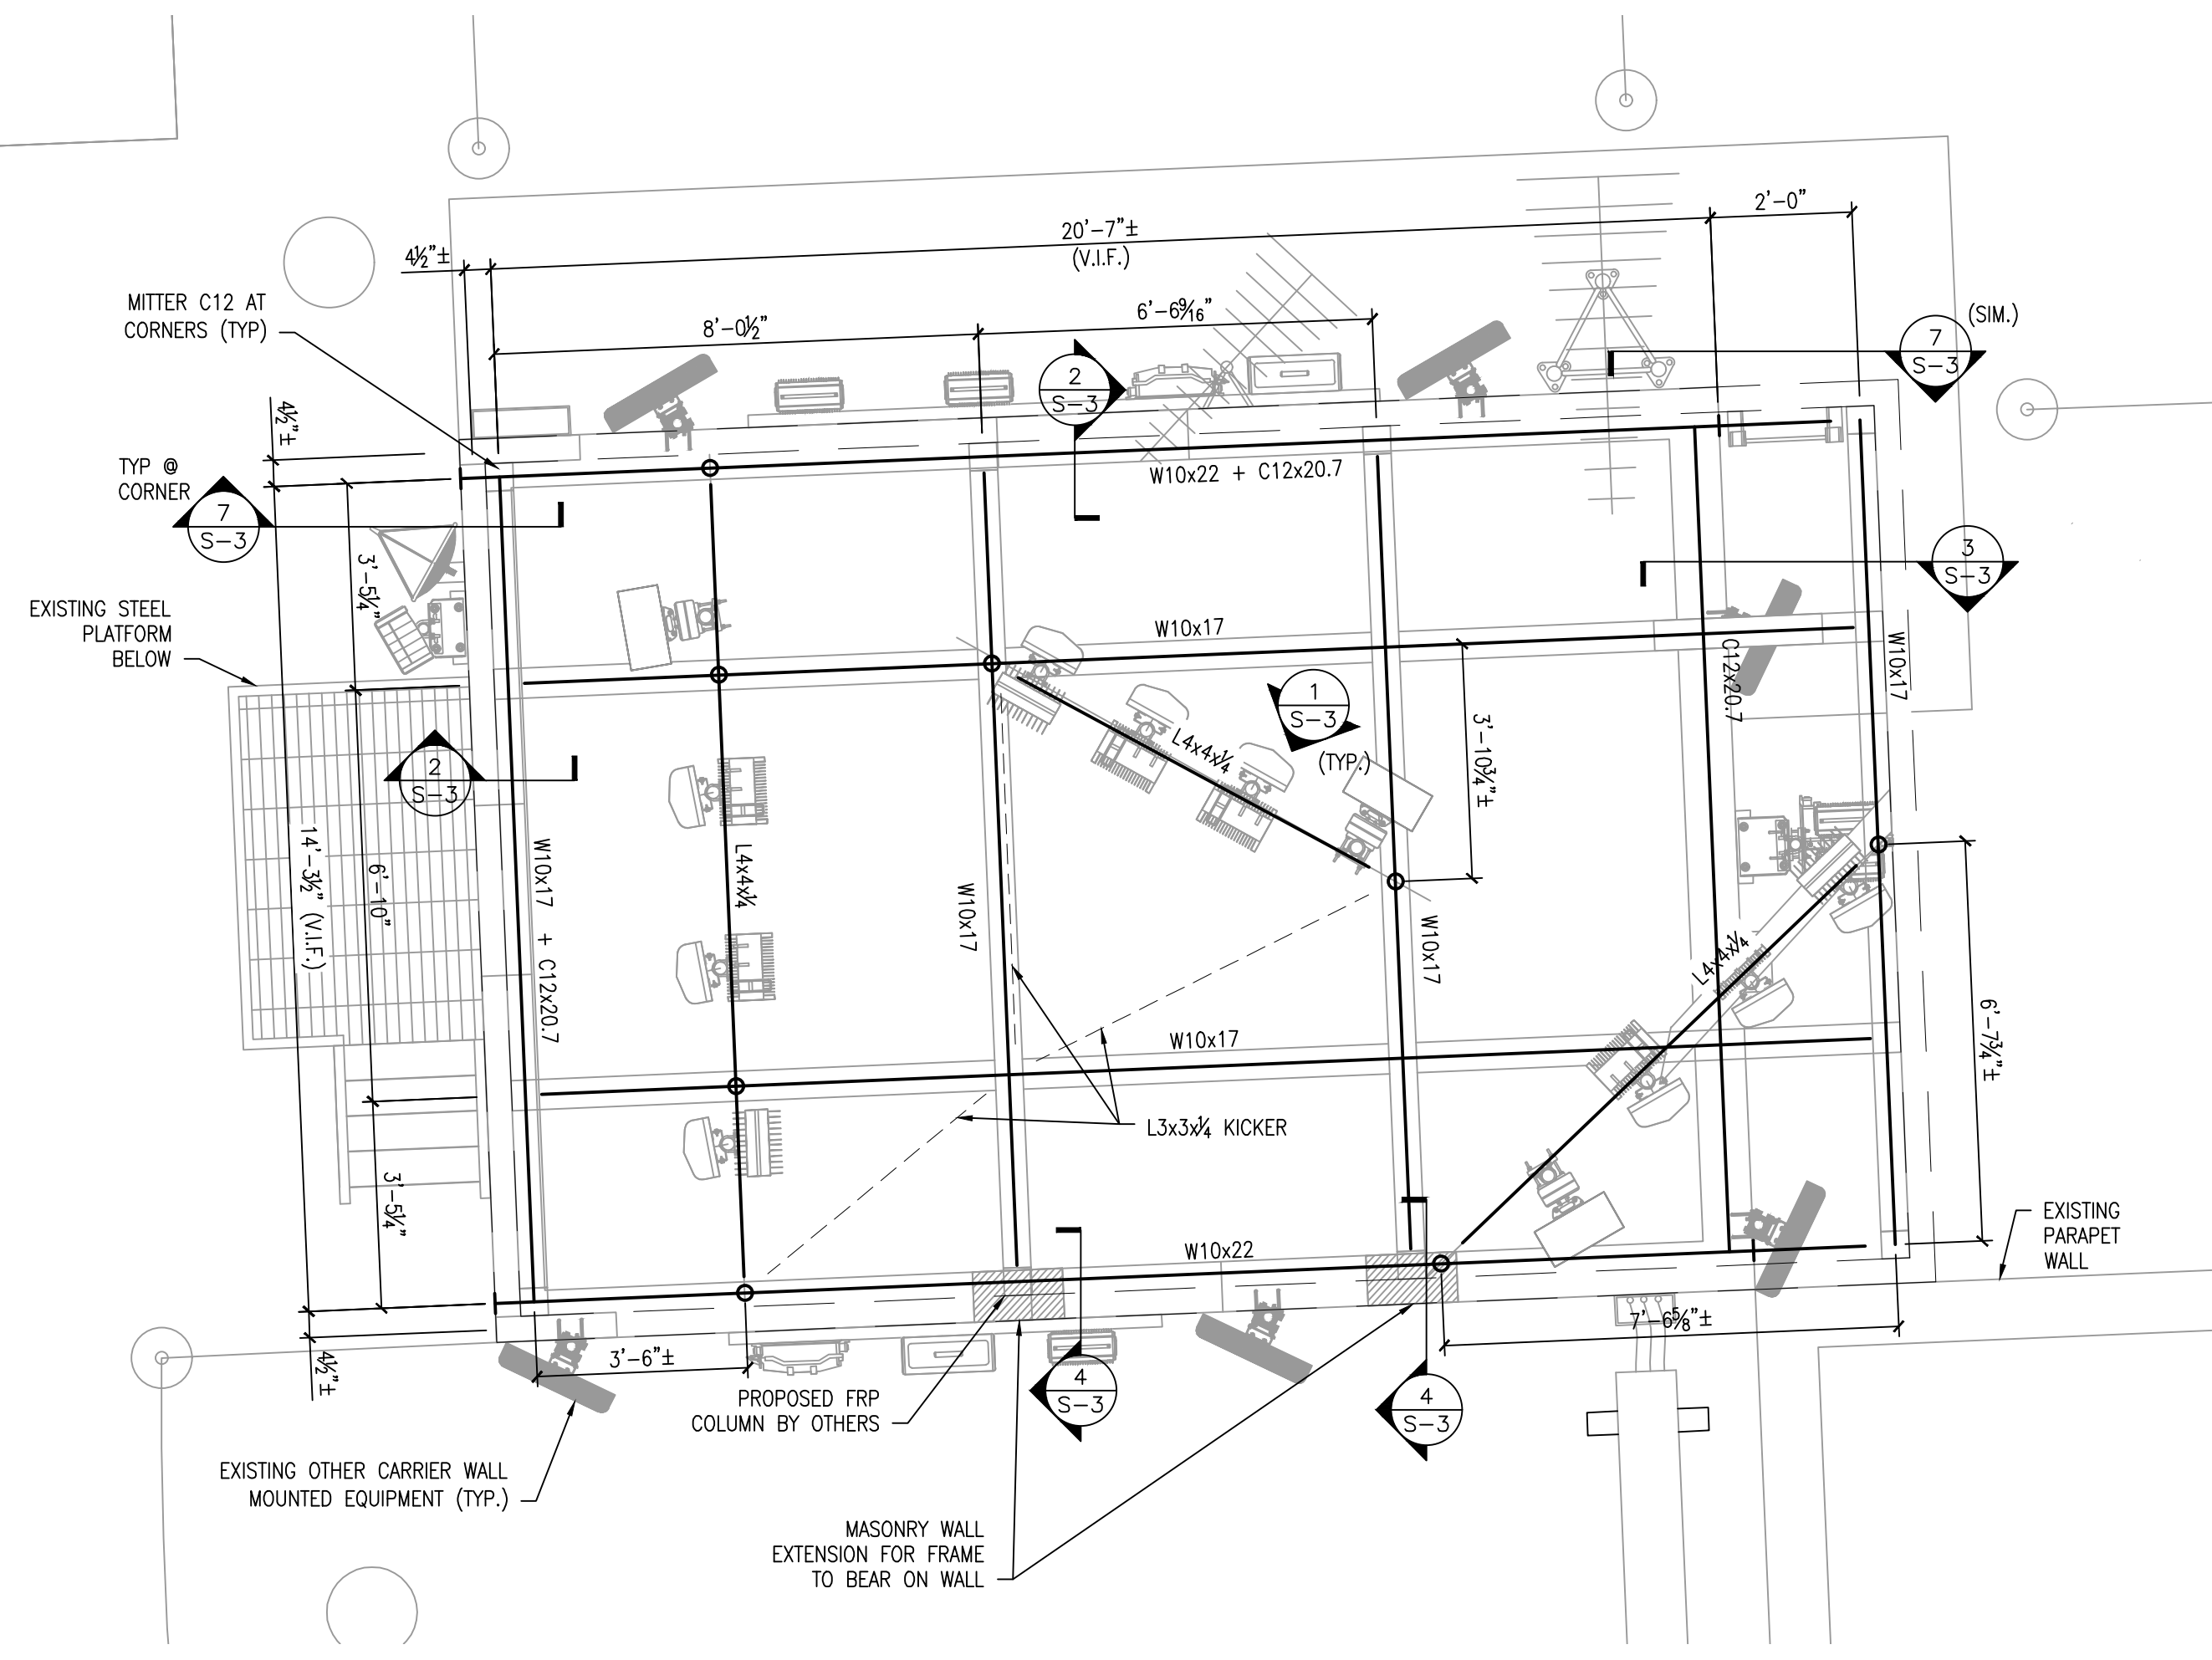 2'-0"
20'-7"±
(V.I.F.)
4½"±
6'-6 9/16"
8'-0½"
MITTER C12 AT
CORNERS (TYP)
7
S-3
(SIM.)
2
S-3
4½"±
TYP @
CORNER
7
S-3
W10x22 + C12x20.7
3
S-3
3'-5¼"
EXISTING STEEL
PLATFORM
BELOW
W10x17
C12x20.7
W10x17
1
S-3
(TYP.)
L4x4x¼
3'-10¾"±
2
S-3
14'-3½" (V.I.F.)
6'-10"
W10x17 + C12x20.7
L4x4x¼
W10x17
W10x17
L4x4x¼
6'-7¾"±
W10x17
L3x3x¼ KICKER
3'-5¼"
W10x22
EXISTING
PARAPET
WALL
7'-6⅝"±
4½"±
3'-6"±
PROPOSED FRP
COLUMN BY OTHERS
4
S-3
4
S-3
EXISTING OTHER CARRIER WALL
MOUNTED EQUIPMENT (TYP.)
MASONRY WALL
EXTENSION FOR FRAME
TO BEAR ON WALL